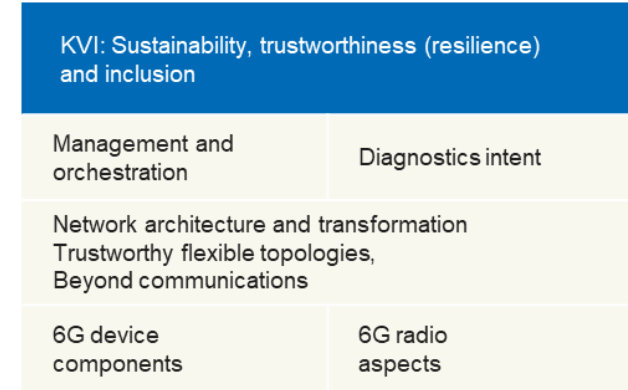 KVI: Sustainability, trustworthiness (resilience)
and inclusion
Management and
orchestration
Diagnostics intent
Network architecture and transformation
Trustworthy flexible topologies,
Beyond communications
6G device
components
6G radio
aspects